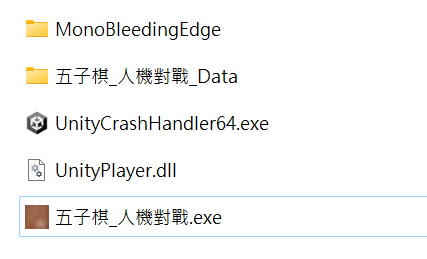 MonoBleedingEdge
五子棋_人機對戰_Data
UnityCrashHandler64.exe
UnityPlayer.dll
五子棋_人機對戰.exe